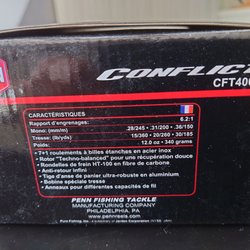 CONFLICT
CFT400
CARACTÉRISTIQUES
Rapport d'engrenages: 6.2:1
Mono: (mm/m) .28/245 • .31/200 • .36/150
Tresse: (lb/yds) 15/360 • 20/260 • 30/185
Poids: 12.0 oz • 340 grams
• 7+1 roulements à billes étanches en acier inox
• Rotor "Techno-balanced" pour une récupération douce
• Rondelles de frein HT-100 en fibre de carbone
• Anti-retour infini
• Tige d'anse de panier ultra-robuste en aluminium
• Bobine spéciale tresse
• Anneaux pour différentes capacités de fil
PENN FISHING TACKLE
MANUFACTURING COMPANY
PHILADELPHIA, PA
www.pennreels.com